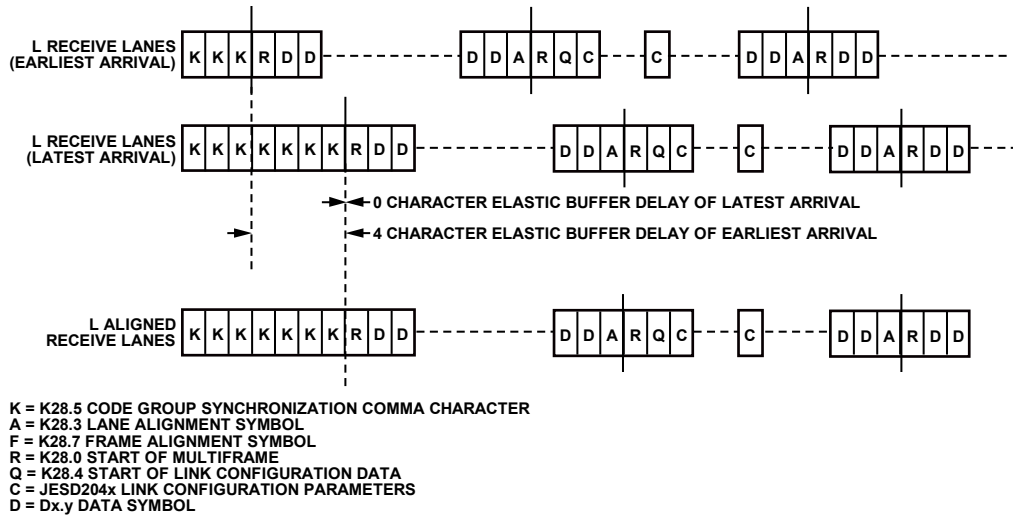 L RECEIVE LANES
(EARLIEST ARRIVAL)
K K K R D D
D D A R Q C
C
D D A R D D
L RECEIVE LANES
(LATEST ARRIVAL)
K K K K K K K R D D
D D A R Q C
C
D D A R D D
0 CHARACTER ELASTIC BUFFER DELAY OF LATEST ARRIVAL
4 CHARACTER ELASTIC BUFFER DELAY OF EARLIEST ARRIVAL
L ALIGNED
RECEIVE LANES
K K K K K K K R D D
D D A R Q C
C
D D A R D D
K = K28.5 CODE GROUP SYNCHRONIZATION COMMA CHARACTER
A = K28.3 LANE ALIGNMENT SYMBOL
F = K28.7 FRAME ALIGNMENT SYMBOL
R = K28.0 START OF MULTIFRAME
Q = K28.4 START OF LINK CONFIGURATION DATA
C = JESD204x LINK CONFIGURATION PARAMETERS
D = Dx.y DATA SYMBOL